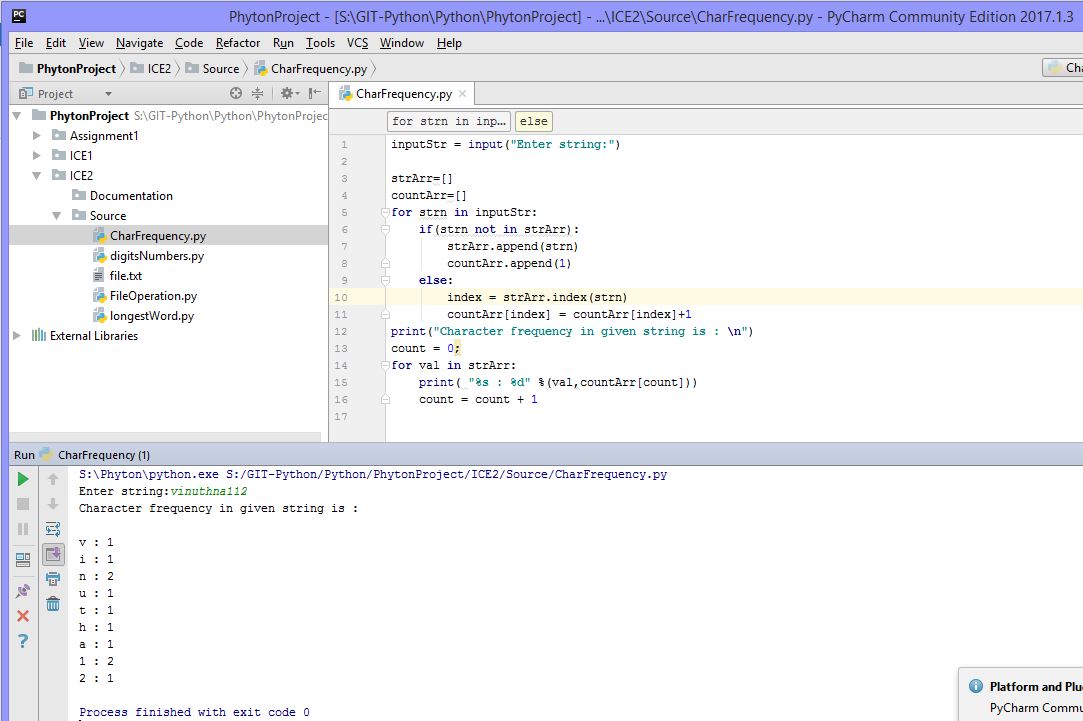 PC PhytonProject - [S:\GIT-Python\Python\PhytonProject] - ...\ICE2\Source\CharFrequency.py - PyCharm Community Edition 2017.1.3
File Edit View Navigate Code Refactor Run Tools VCS Window Help
PhytonProject ICE2 Source CharFrequency.py
Project
PhytonProject S:\GIT-Python\Python\PhytonProjec
Assignment1
ICE1
ICE2
Documentation
Source
CharFrequency.py
digitsNumbers.py
file.txt
FileOperation.py
longestWord.py
External Libraries
CharFrequency.py
for strn in inp... else
1 inputStr = input("Enter string:")
2
3 strArr=[]
4 countArr=[]
5 for strn in inputStr:
6 if(strn not in strArr):
7 strArr.append(strn)
8 countArr.append(1)
9 else:
10 index = strArr.index(strn)
11 countArr[index] = countArr[index]+1
12 print("Character frequency in given string is : \n")
13 count = 0;
14 for val in strArr:
15 print( "%s : %d" %(val,countArr[count]))
16 count = count + 1
17
Run CharFrequency (1)
S:\Phyton\python.exe S:/GIT-Python/Python/PhytonProject/ICE2/Source/CharFrequency.py
Enter string:vinuthna112
Character frequency in given string is :
v : 1
i : 1
n : 2
u : 1
t : 1
h : 1
a : 1
1 : 2
2 : 1
Process finished with exit code 0
Platform and Plu
PyCharm Commu